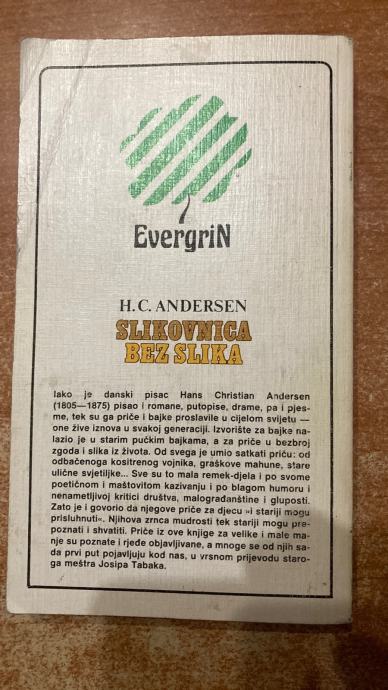 EvergriN
H.C. ANDERSEN
SLIKOVNICA
BEZ SLIKA
Iako je danski pisac Hans Christian Andersen
(1805—1875) pisao i romane, putopise, drame, pa i pjes-
me, tek su ga priče i bajke proslavile u cijelom svijetu —
one žive iznova u svakoj generaciji. Izvorište za bajke na-
lazio je u starim pučkim bajkama, a za priče u bezbroj
zgoda i slika iz života. Od svega je umio satkati priču: od
odbačenoga kositrenog vojnika, graškove mahune, stare
ulične svjetiljke... Sve su to mala remek-djela i po svome
poetičnom i maštovitom kazivanju i po blagom humoru i
nenametljivoj kritici društva, malograđanštine i gluposti.
Zato je i govorio da njegove priče za djecu »i stariji mogu
prisluhnuti«. Njihova zrnca mudrosti tek stariji mogu pre-
poznati i shvatiti. Priče iz ove knjige za velike i male ma-
nje su poznate i rjeđe objavljivane, a mnoge se od njih sa-
da prvi put pojavljuju kod nas, u vrsnom prijevodu staro-
ga meštra Josipa Tabaka.